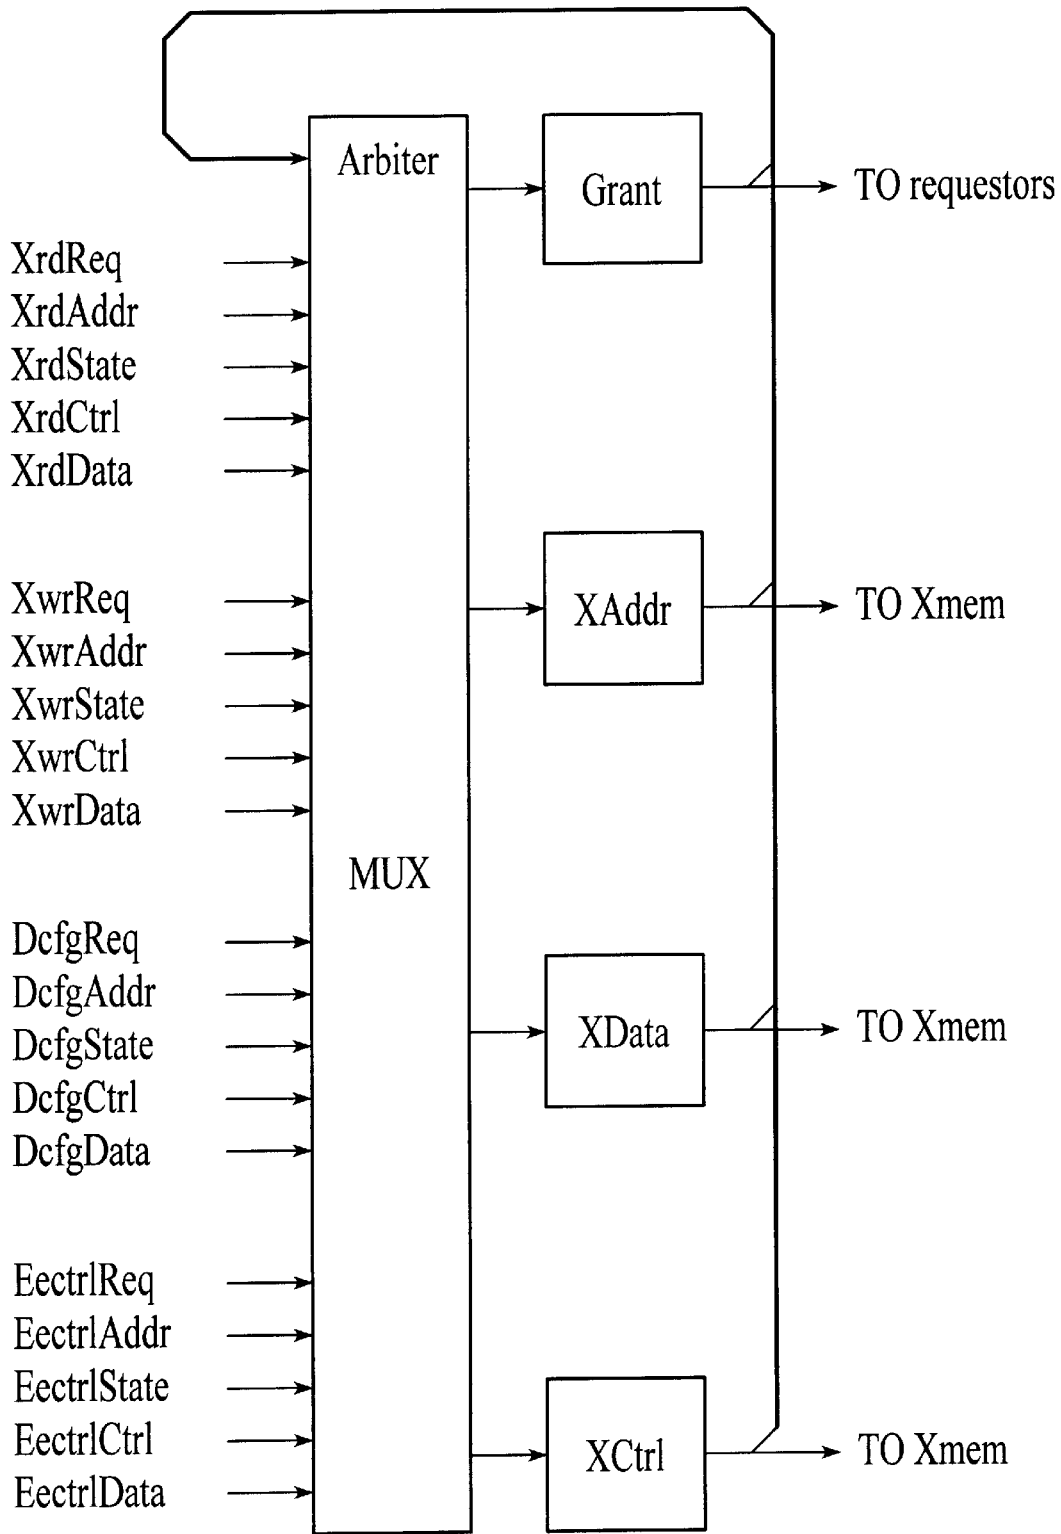 Arbiter
Grant
TO requestors
XrdReq
XrdAddr
XrdState
XrdCtrl
XrdData
XwrReq
XwrAddr
XwrState
XwrCtrl
XwrData
XAddr
TO Xmem
MUX
DcfgReq
DcfgAddr
DcfgState
DcfgCtrl
DcfgData
XData
TO Xmem
EectrlReq
EectrlAddr
EectrlState
EectrlCtrl
EectrlData
XCtrl
TO Xmem